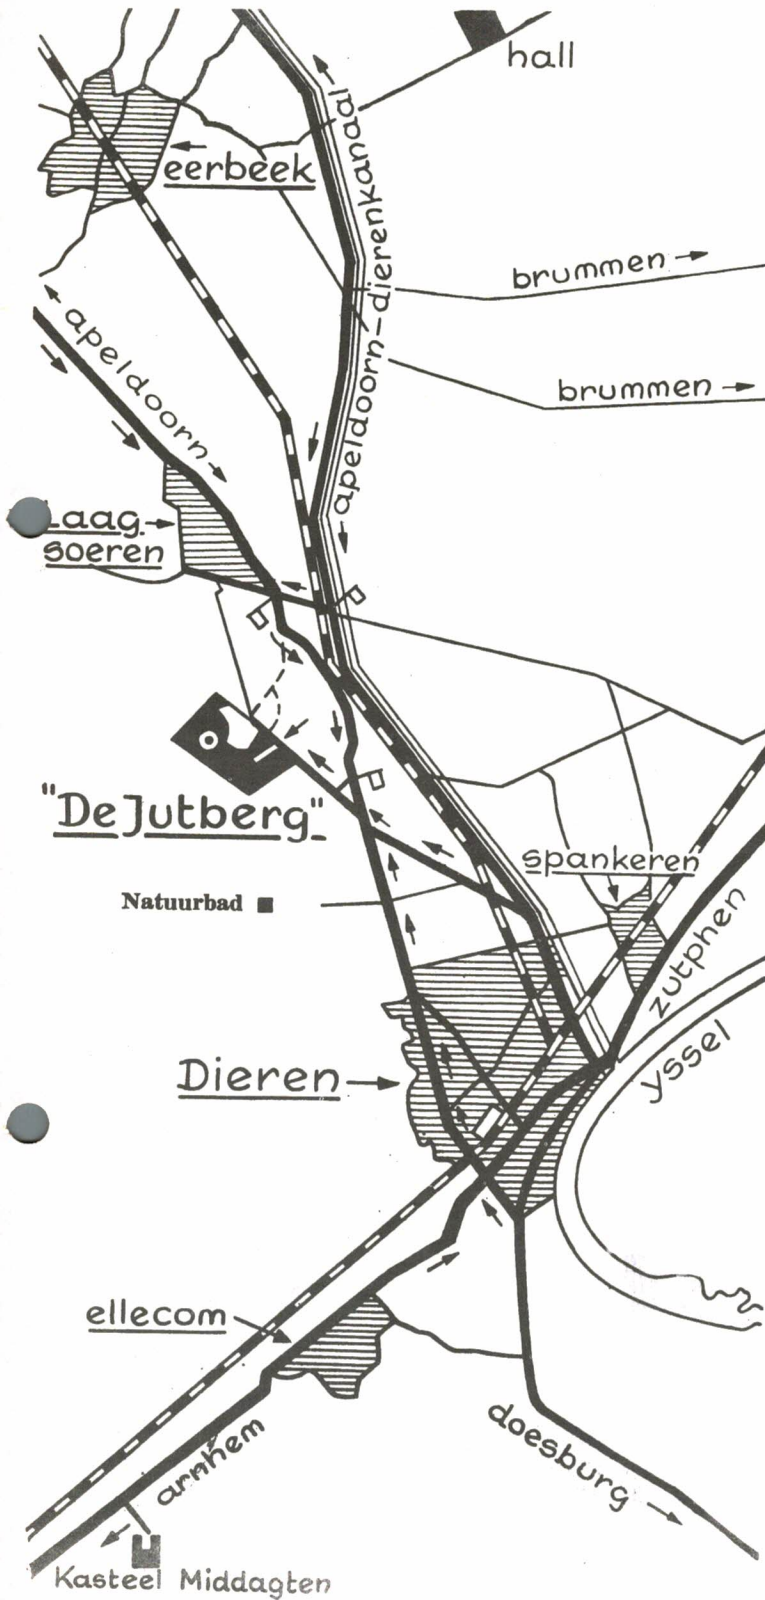 hall
eerbeek
apeldoorn-dierenkanaal
brummen
apeldoorn
brummen
Laag
soeren
"De Jutberg"
spankeren
Natuurbad
zutphen
Dieren
yssel
ellecom
doesburg
arnhem
Kasteel Middagten